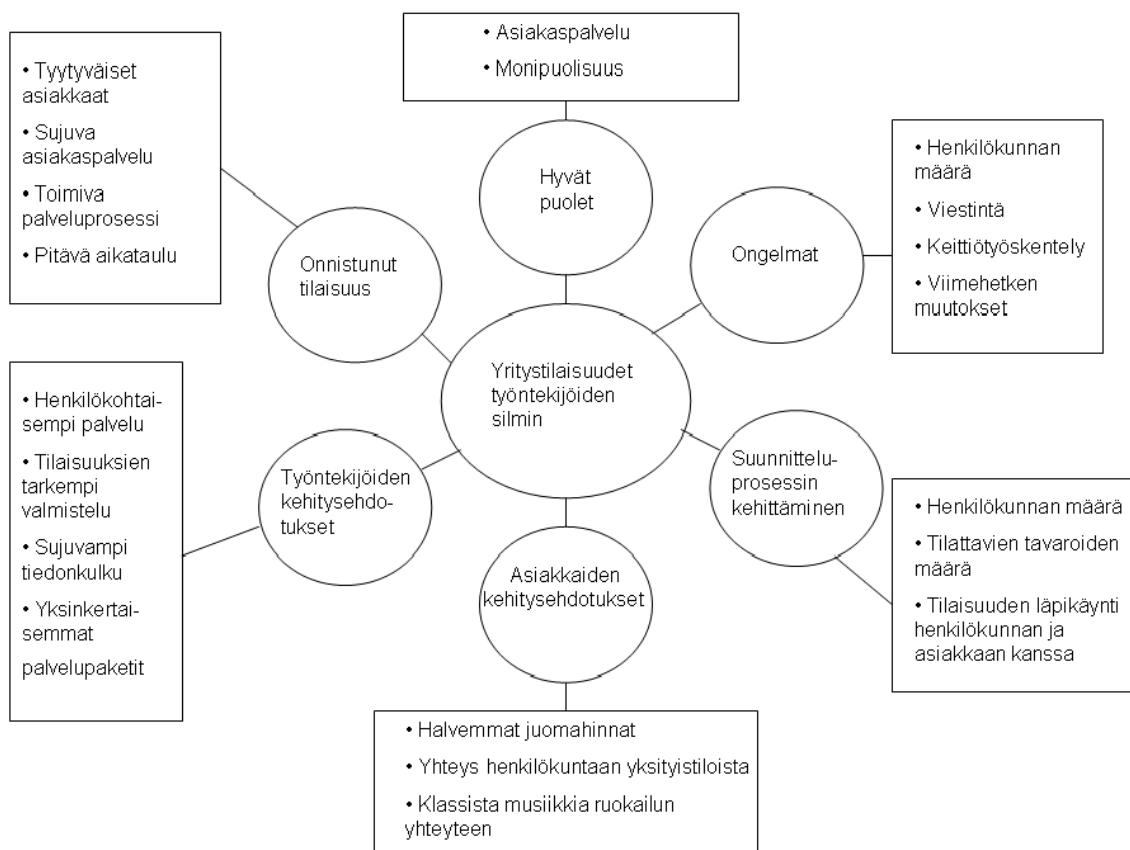 • Asiakaspalvelu
• Monipuolisuus
• Tyytyväiset
asiakkaat
• Sujuva
asiakaspalvelu
• Toimiva
palveluprosessi
• Pitävä aikataulu
Hyvät
puolet
• Henkilökunnan
määrä
• Viestintä
• Keittiötyöskentely
• Viimehetken
muutokset
Onnistunut
tilaisuus
Ongelmat
Yritystilaisuudet
työntekijöiden
silmin
• Henkilökohtai-
sempi palvelu
• Tilaisuuksien
tarkempi
valmistelu
• Sujuvampi
tiedonkulku
• Yksinkertai-
semmat
palvelupaketit
Työntekijöiden
kehitysehdo-
tukset
Suunnittelu-
prosessin
kehittäminen
• Henkilökunnan määrä
• Tilattavien tavaroiden
määrä
• Tilaisuuden läpikäynti
henkilökunnan ja
asiakkaan kanssa
Asiakkaiden
kehitysehdotukset
• Halvemmat juomahinnat
• Yhteys henkilökuntaan yksityistiloista
• Klassista musiikkia ruokailun
yhteyteen